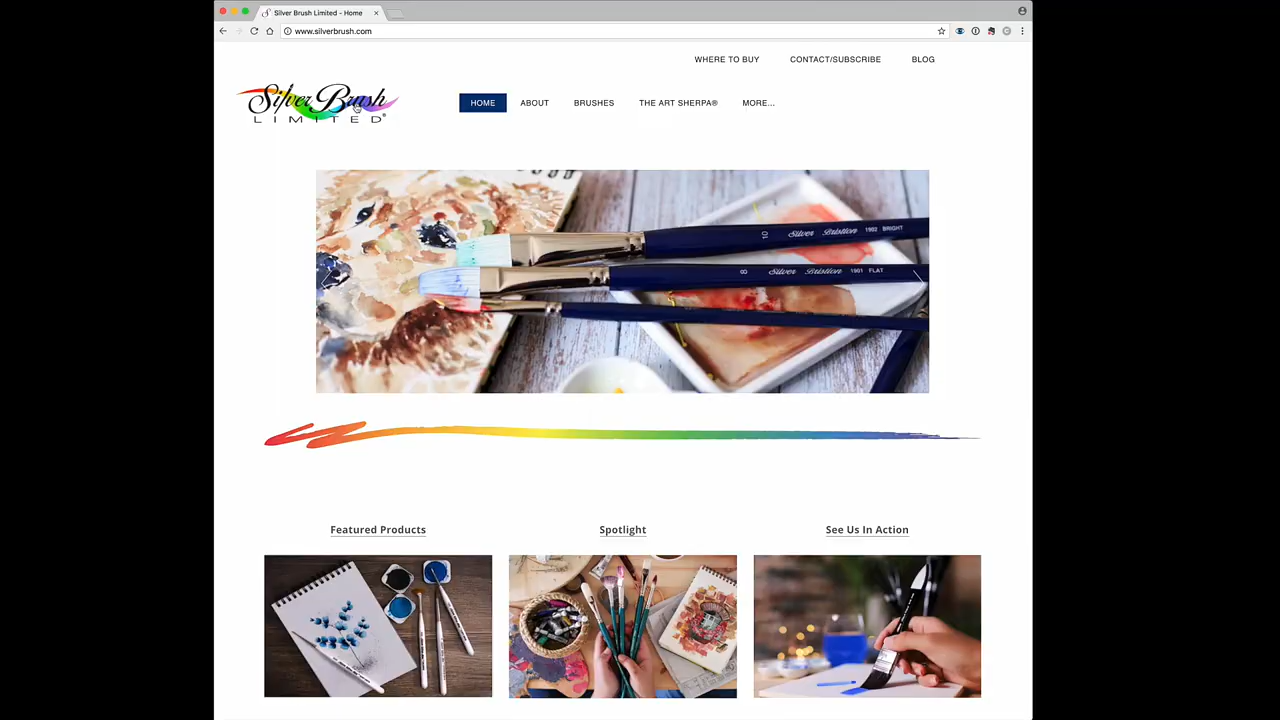 Silver Brush Limited - Home
www.silverbrush.com
WHERE TO BUY CONTACT/SUBSCRIBE BLOG
Silver Brush
LIMITED®
HOME ABOUT BRUSHES THE ART SHERPA® MORE...
10 Silver Bristlon 1902 BRIGHT
8 Silver Bristlon 1901 FLAT
Featured Products Spotlight See Us In Action